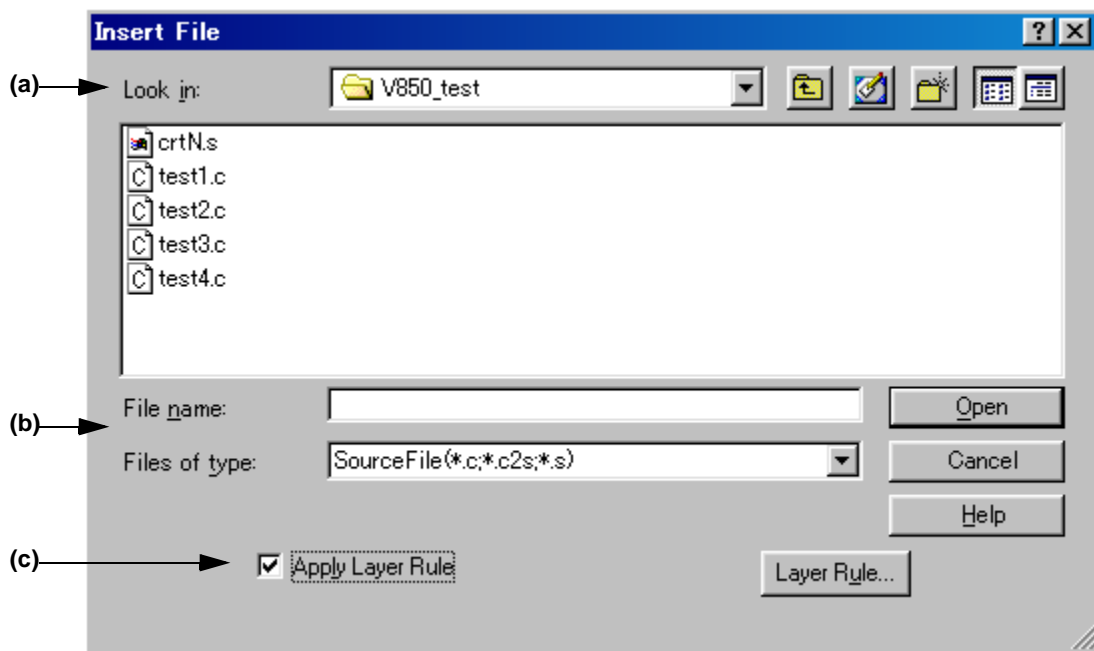 Insert File
(a)
Look in:
V850_test
crtN.s
test1.c
test2.c
test3.c
test4.c
(b)
File name:
Open
Files of type:
SourceFile(*.c;*.c2s;*.s)
Cancel
Help
(c)
Apply Layer Rule
Layer Rule...